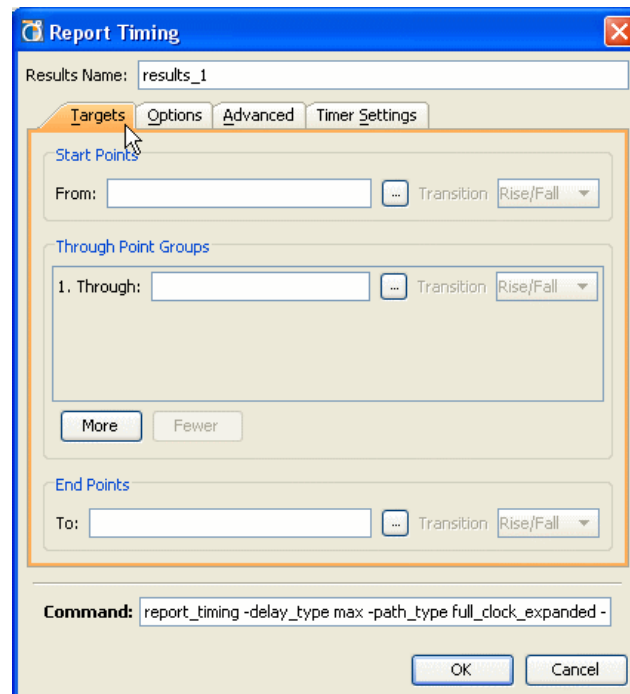 Report Timing
Results Name: results_1
Targets Options Advanced Timer Settings
Start Points
From: ... Transition Rise/Fall
Through Point Groups
1. Through: ... Transition Rise/Fall
More Fewer
End Points
To: ... Transition Rise/Fall
Command: report_timing -delay_type max -path_type full_clock_expanded -
OK Cancel